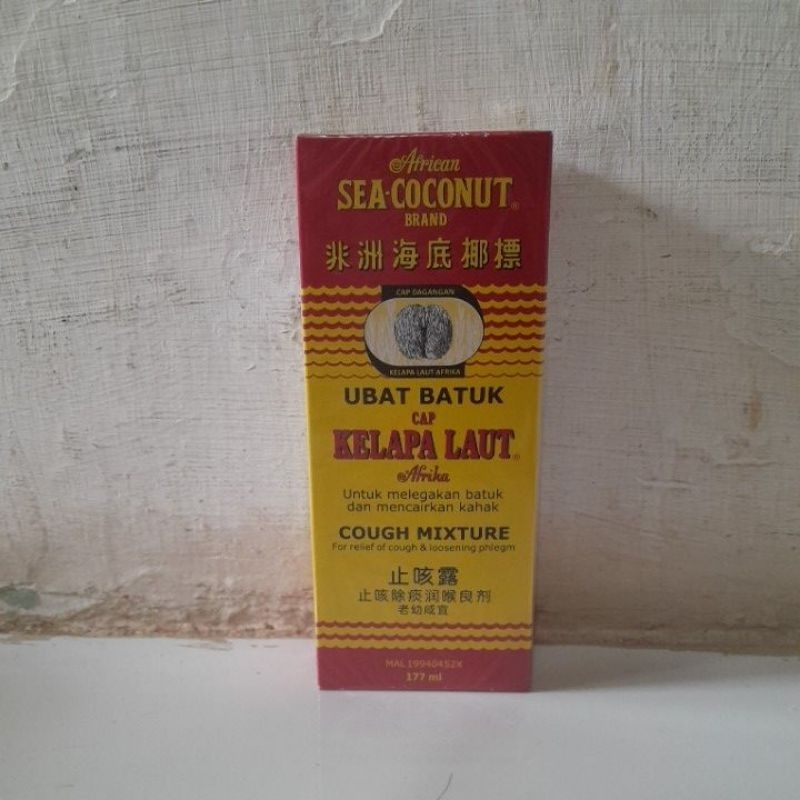 African
SEA-COCONUT®
BRAND
非洲海底椰標
CAP DAGANGAN
KELAPA LAUT AFRIKA
UBAT BATUK
CAP
KELAPA LAUT®
Afrika
Untuk melegakan batuk
dan mencairkan kahak
COUGH MIXTURE
For relief of cough & loosening phlegm
止咳露
止咳除痰润喉良剂
老幼咸宜
MAL 19940452X
177 ml